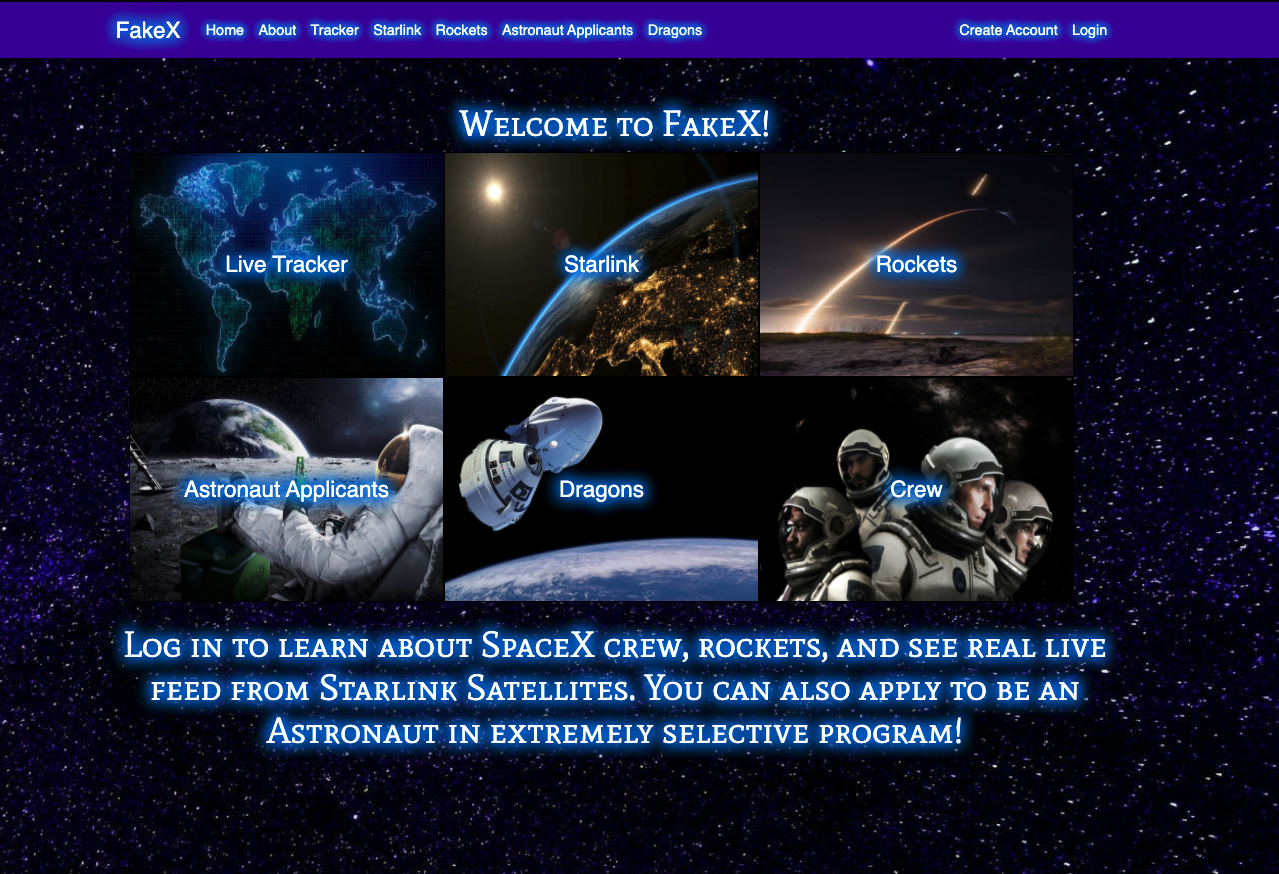 FakeX Home About Tracker Starlink Rockets Astronaut Applicants Dragons Create Account Login
Welcome to FakeX!
Live Tracker Starlink Rockets
Astronaut Applicants Dragons Crew
Log in to learn about SpaceX crew, rockets, and see real live
feed from Starlink Satellites. You can also apply to be an
Astronaut in extremely selective program!